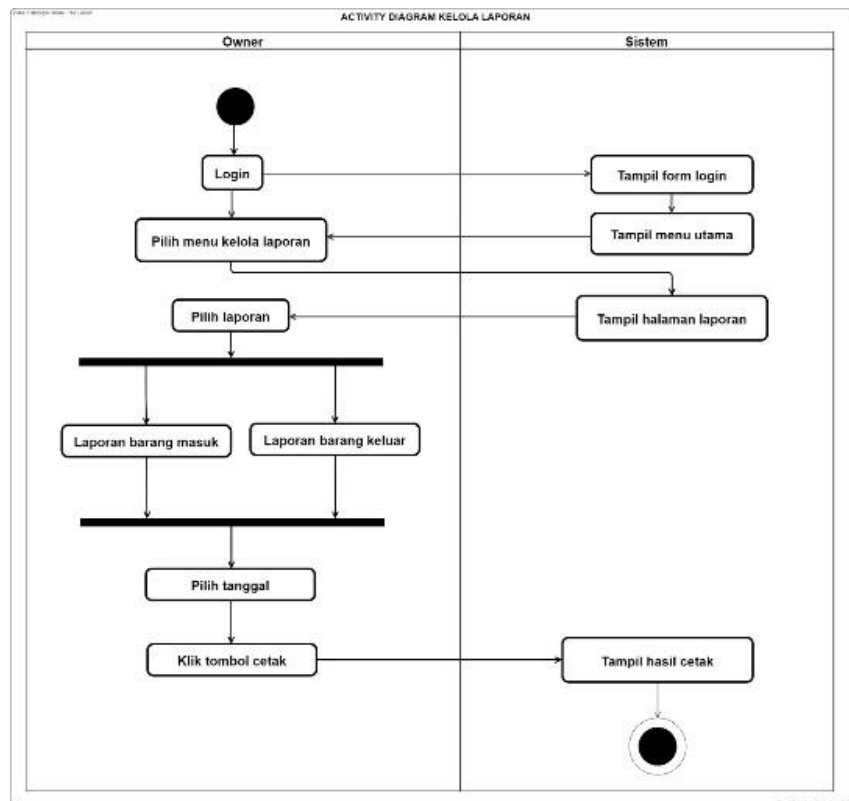 ACTIVITY DIAGRAM KELOLA LAPORAN
Owner
Sistem
Login
Tampil form login
Pilih menu kelola laporan
Tampil menu utama
Pilih laporan
Tampil halaman laporan
Laporan barang masuk
Laporan barang keluar
Pilih tanggal
Klik tombol cetak
Tampil hasil cetak